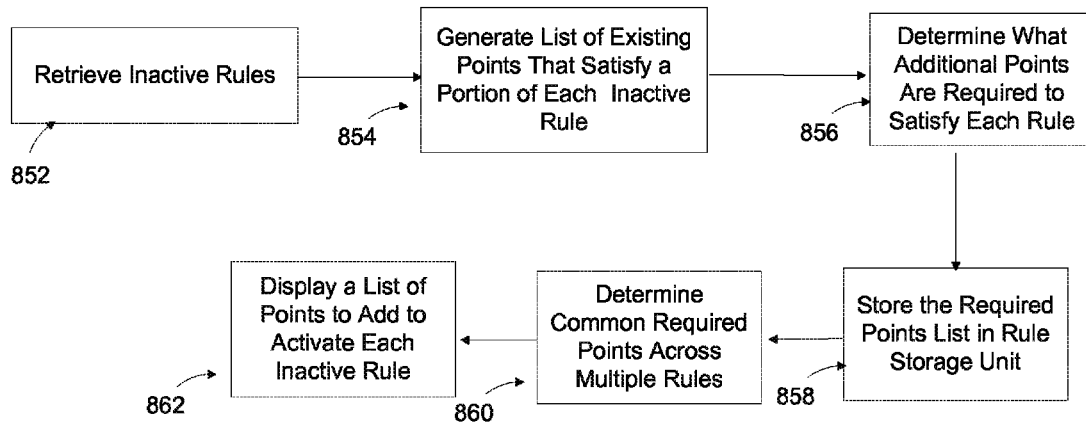 Retrieve Inactive Rules
852
Generate List of Existing
Points That Satisfy a
Portion of Each Inactive
Rule
854
Determine What
Additional Points
Are Required to
Satisfy Each Rule
856
Store the Required
Points List in Rule
Storage Unit
858
Determine
Common Required
Points Across
Multiple Rules
860
Display a List of
Points to Add to
Activate Each
Inactive Rule
862